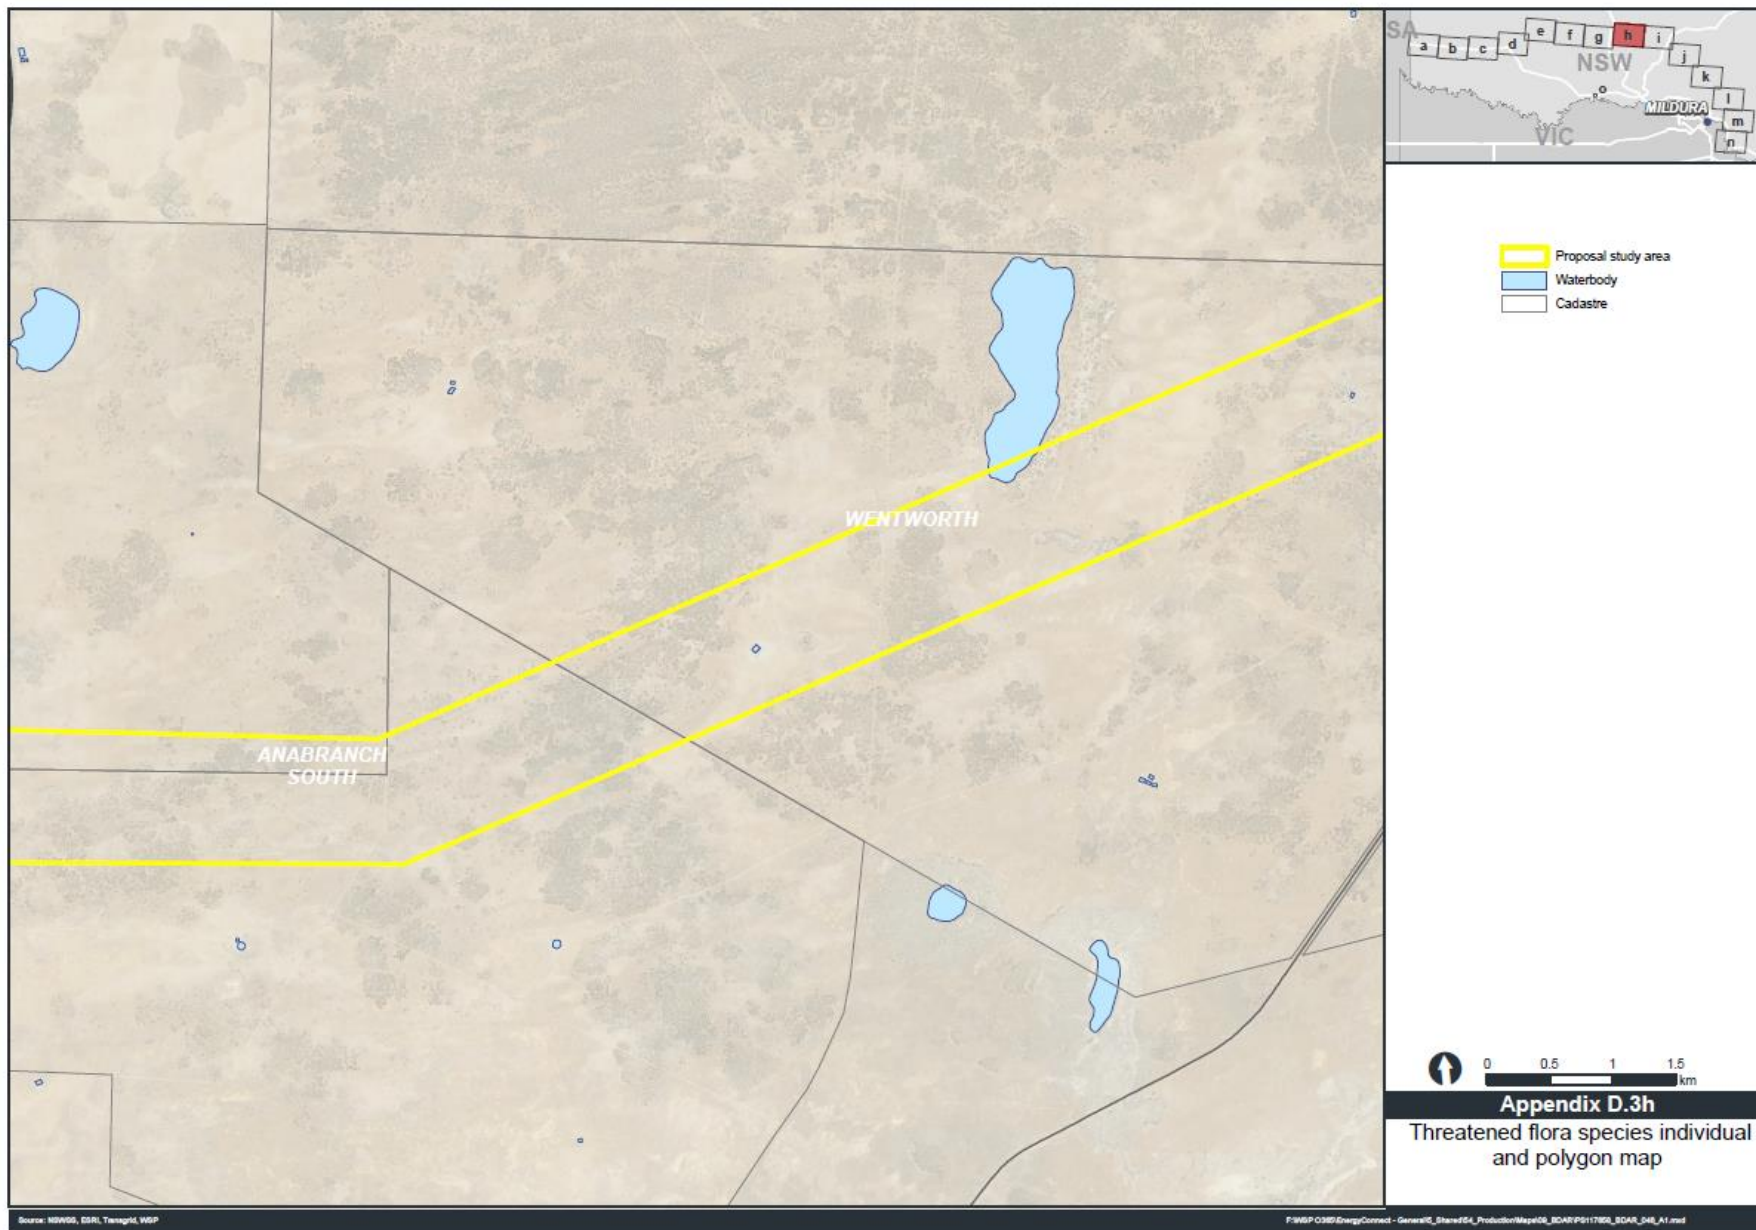 SA
a
b
c
d
e
f
g
h
i
j
k
l
m
n
o
NSW
MILDURA
VIC
Proposal study area
Waterbody
Cadastre
WENTWORTH
ANABRANCH
SOUTH
0 0.5 1 1.5
km
Appendix D.3h
Threatened flora species individual
and polygon map
Source: NSWSS, ESRI, Transgrid, WSP